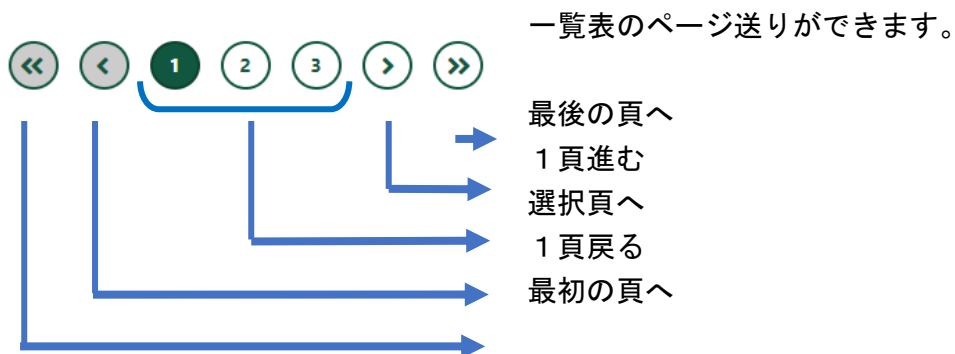 一覧表のページ送りができます。
« < 1 2 3 > »
最後の頁へ
１頁進む
選択頁へ
１頁戻る
最初の頁へ